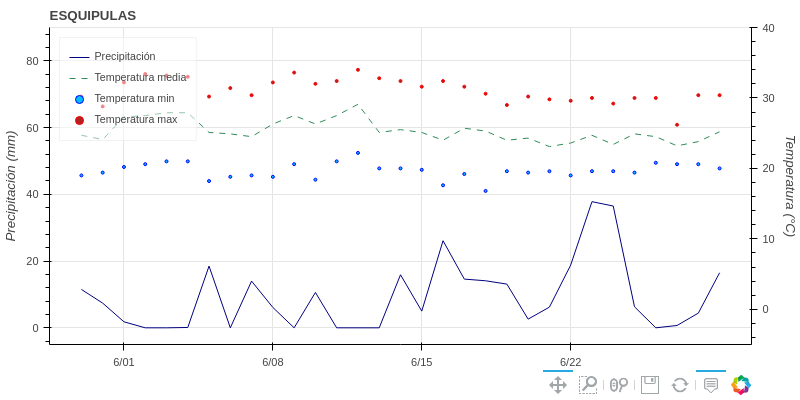 ESQUIPULAS
Precipitación
Temperatura media
Temperatura min
Temperatura max
Precipitación (mm)
80
60
40
20
0
Temperatura (°C)
40
30
20
10
0
6/01
6/08
6/15
6/22